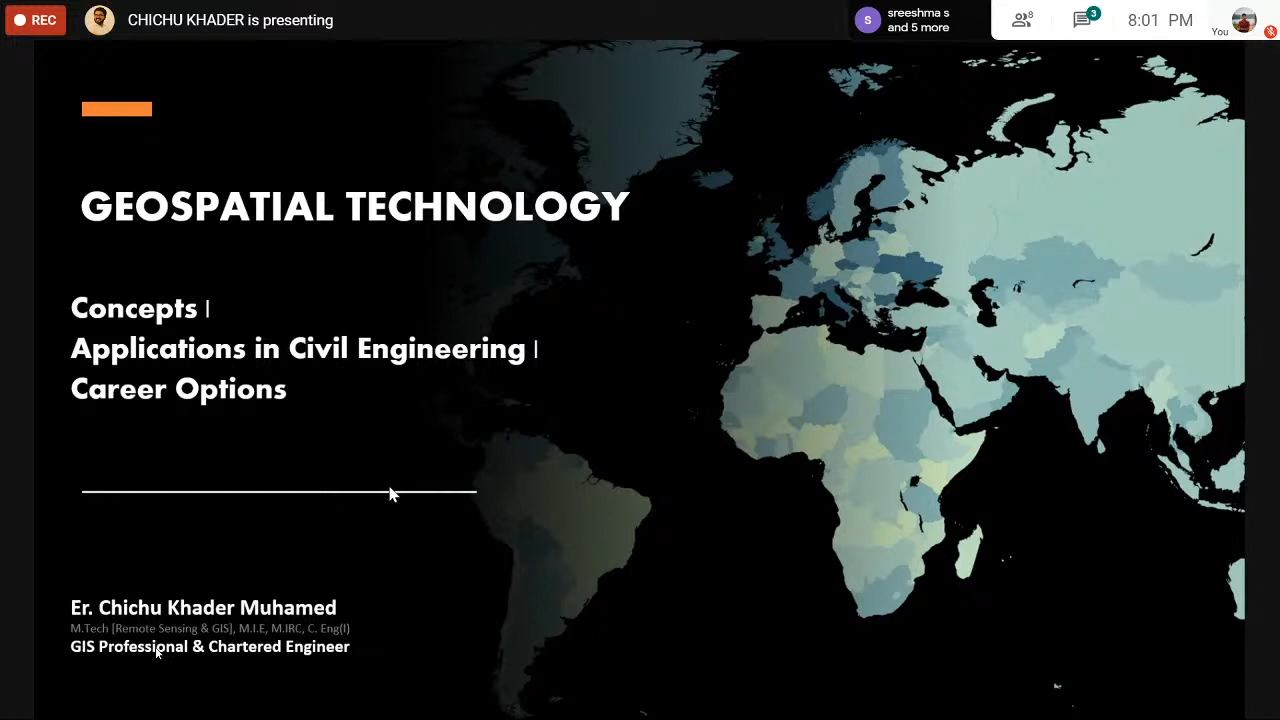 REC
CHICHU KHADER is presenting
S
sreeshma s
and 5 more
8
3
8:01 PM
You
GEOSPATIAL TECHNOLOGY
Concepts |
Applications in Civil Engineering |
Career Options
Er. Chichu Khader Muhamed
M.Tech [Remote Sensing & GIS], M.I.E, M.IRC, C. Eng(I)
GIS Professional & Chartered Engineer